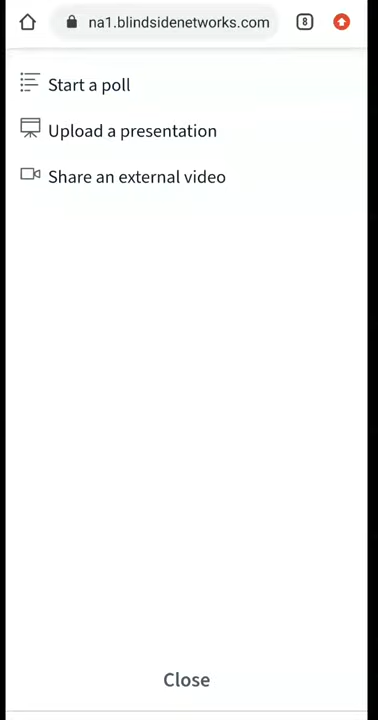 na1.blindsidenetworks.com
8
Start a poll
Upload a presentation
Share an external video
Close